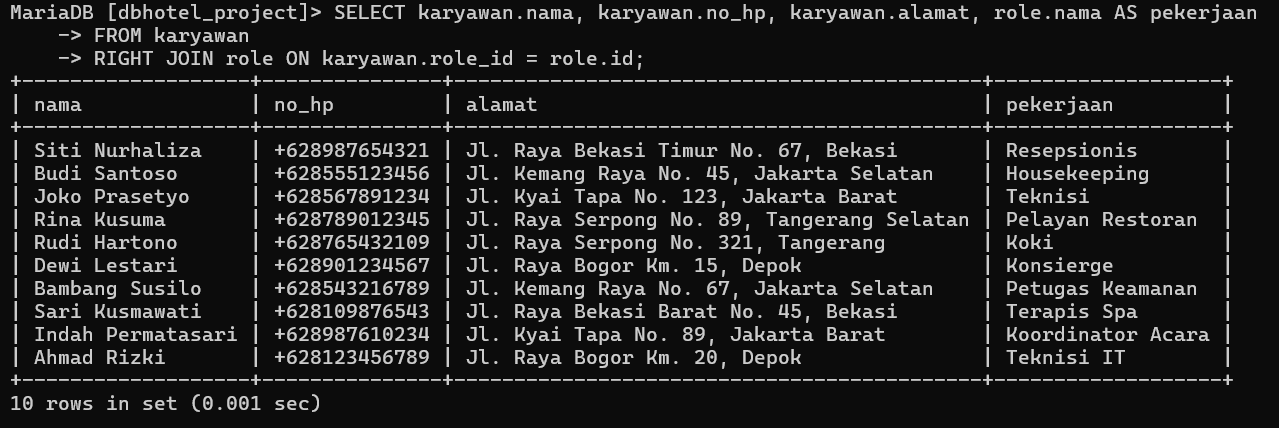 MariaDB [dbhotel_project]> SELECT karyawan.nama, karyawan.no_hp, karyawan.alamat, role.nama AS pekerjaan
    -> FROM karyawan
    -> RIGHT JOIN role ON karyawan.role_id = role.id;
+-------------------+---------------+--------------------------------------------+-------------------+
| nama              | no_hp         | alamat                                     | pekerjaan         |
+-------------------+---------------+--------------------------------------------+-------------------+
| Siti Nurhaliza    | +628987654321 | Jl. Raya Bekasi Timur No. 67, Bekasi       | Resepsionis       |
| Budi Santoso      | +628555123456 | Jl. Kemang Raya No. 45, Jakarta Selatan    | Housekeeping      |
| Joko Prasetyo     | +628567891234 | Jl. Kyai Tapa No. 123, Jakarta Barat       | Teknisi           |
| Rina Kusuma       | +628789012345 | Jl. Raya Serpong No. 89, Tangerang Selatan | Pelayan Restoran  |
| Rudi Hartono      | +628765432109 | Jl. Raya Serpong No. 321, Tangerang        | Koki              |
| Dewi Lestari      | +628901234567 | Jl. Raya Bogor Km. 15, Depok               | Konsierge         |
| Bambang Susilo    | +628543216789 | Jl. Kemang Raya No. 67, Jakarta Selatan    | Petugas Keamanan  |
| Sari Kusmawati    | +628109876543 | Jl. Raya Bekasi Barat No. 45, Bekasi       | Terapis Spa       |
| Indah Permatasari | +628987610234 | Jl. Kyai Tapa No. 89, Jakarta Barat        | Koordinator Acara |
| Ahmad Rizki       | +628123456789 | Jl. Raya Bogor Km. 20, Depok               | Teknisi IT        |
+-------------------+---------------+--------------------------------------------+-------------------+
10 rows in set (0.001 sec)